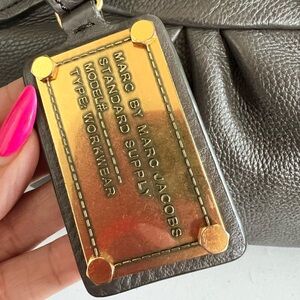 MARC BY MARC JACOBS
STANDARD SUPPLY
MODEL#:
TYPE: WORKWEAR